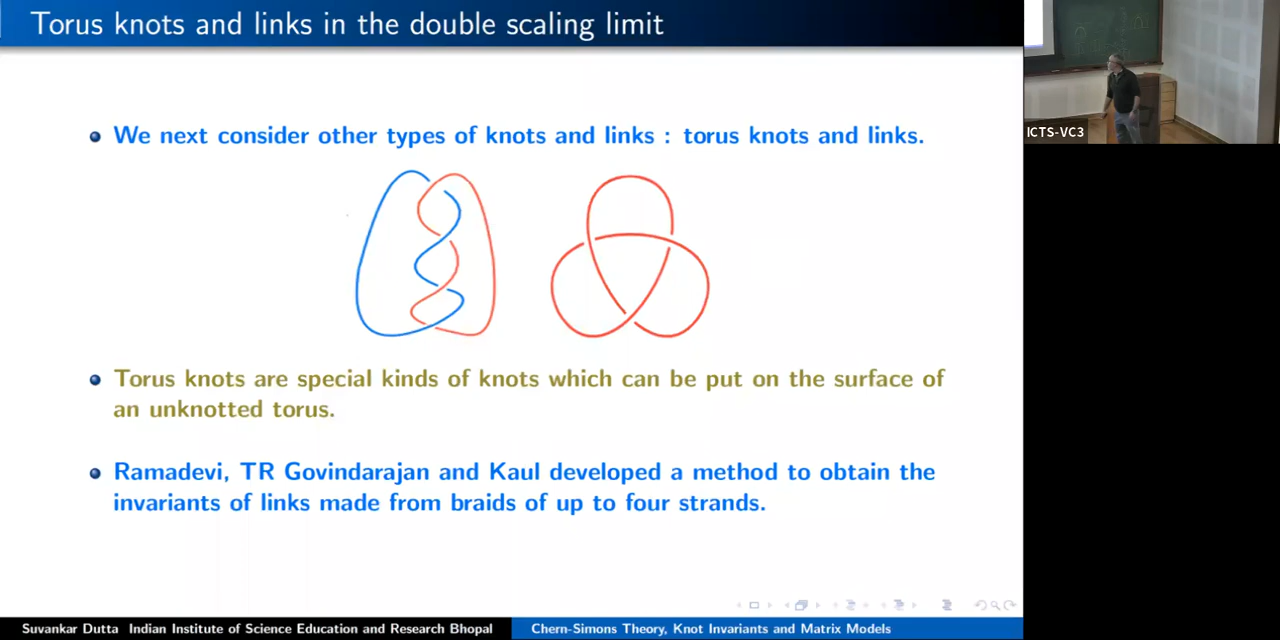 Torus knots and links in the double scaling limit
We next consider other types of knots and links : torus knots and links.
Torus knots are special kinds of knots which can be put on the surface of
an unknotted torus.
Ramadevi, TR Govindarajan and Kaul developed a method to obtain the
invariants of links made from braids of up to four strands.
Suvankar Dutta Indian Institute of Science Education and Research Bhopal
Chern-Simons Theory, Knot Invariants and Matrix Models
ICTS-VC3